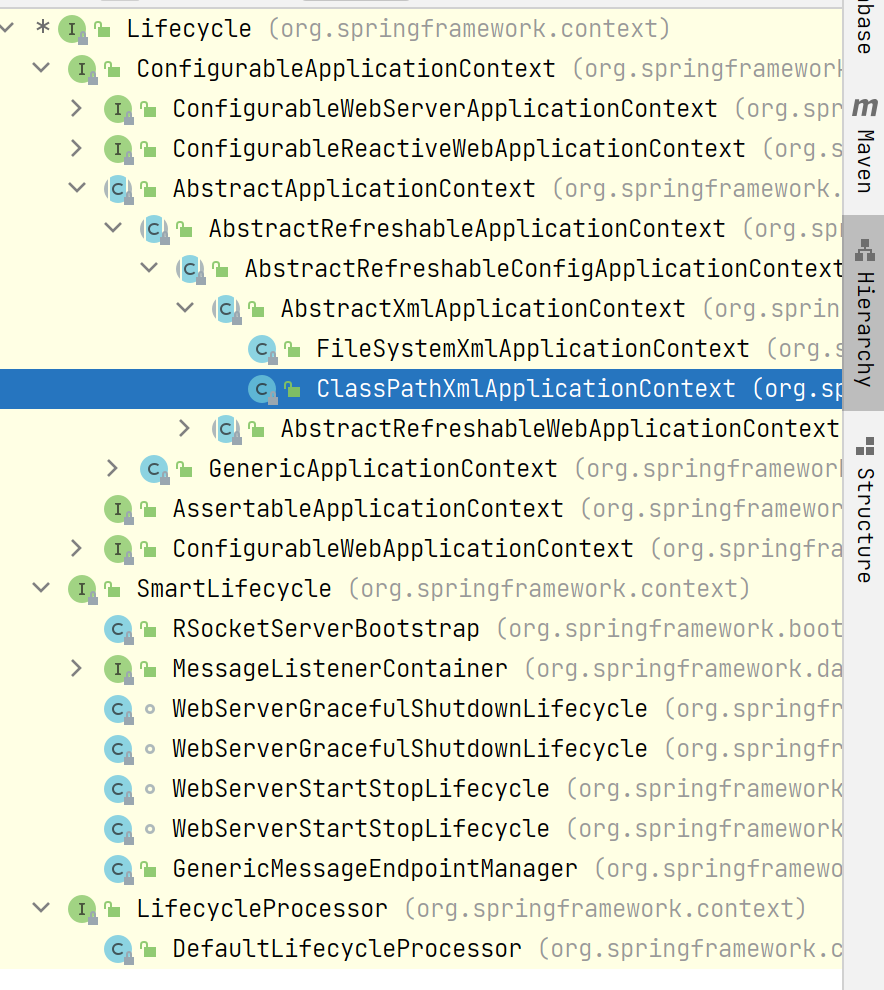 * Lifecycle (org.springframework.context)
ConfigurableApplicationContext (org.springframework
ConfigurableWebServerApplicationContext (org.spr
ConfigurableReactiveWebApplicationContext (org.s
AbstractApplicationContext (org.springframework.
AbstractRefreshableApplicationContext (org.spr
AbstractRefreshableConfigApplicationContext
AbstractXmlApplicationContext (org.sprin
FileSystemXmlApplicationContext (org.s
ClassPathXmlApplicationContext (org.sp
AbstractRefreshableWebApplicationContext
GenericApplicationContext (org.springframework
AssertableApplicationContext (org.springframewor
ConfigurableWebApplicationContext (org.springfra
SmartLifecycle (org.springframework.context)
RSocketServerBootstrap (org.springframework.boot
MessageListenerContainer (org.springframework.da
WebServerGracefulShutdownLifecycle (org.springfr
WebServerGracefulShutdownLifecycle (org.springfr
WebServerStartStopLifecycle (org.springframework
WebServerStartStopLifecycle (org.springframework
GenericMessageEndpointManager (org.springframewo
LifecycleProcessor (org.springframework.context)
DefaultLifecycleProcessor (org.springframework.c
base
m Maven
Hierarchy
Structure